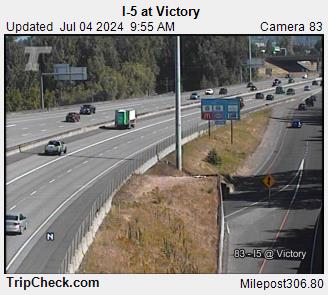 I-5 at Victory
Updated Jul 04 2024 9:55 AM Camera 83
T
N
83 - I5 @ Victory
TripCheck.com Milepost306.80